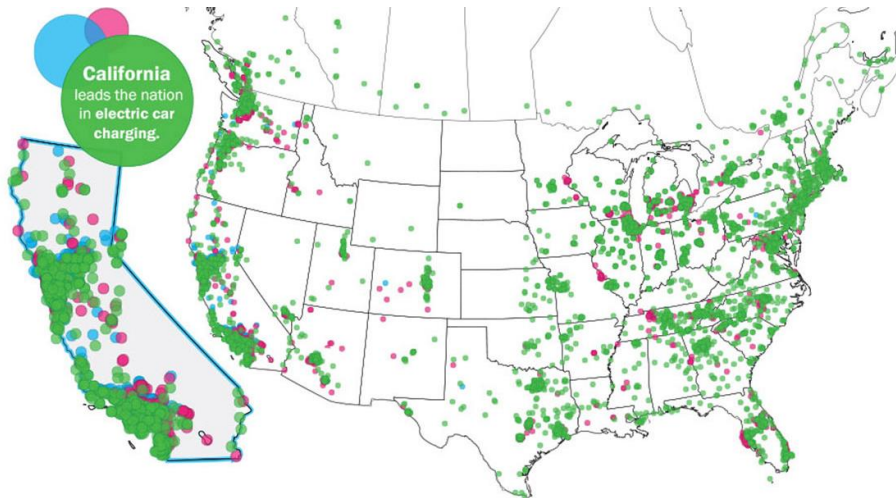 California
leads the nation
in electric car
charging.